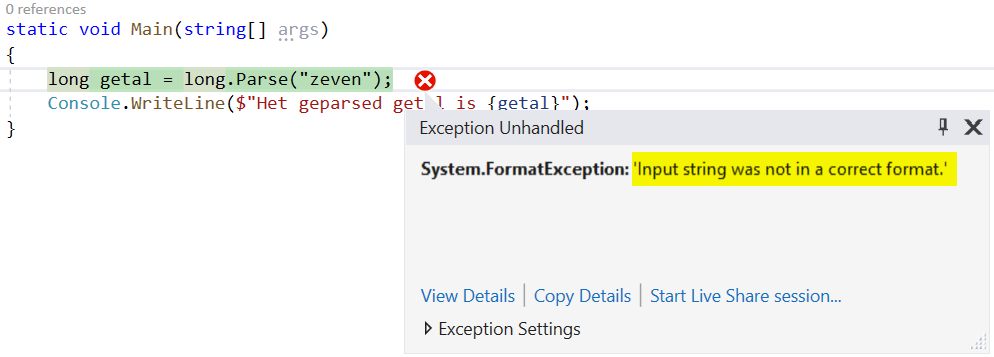 0 references
static void Main(string[] args)
{
long getal = long.Parse("zeven");
Console.WriteLine($"Het geparsed get l is {getal}");
}
Exception Unhandled
System.FormatException: 'Input string was not in a correct format.'
View Details | Copy Details | Start Live Share session...
Exception Settings